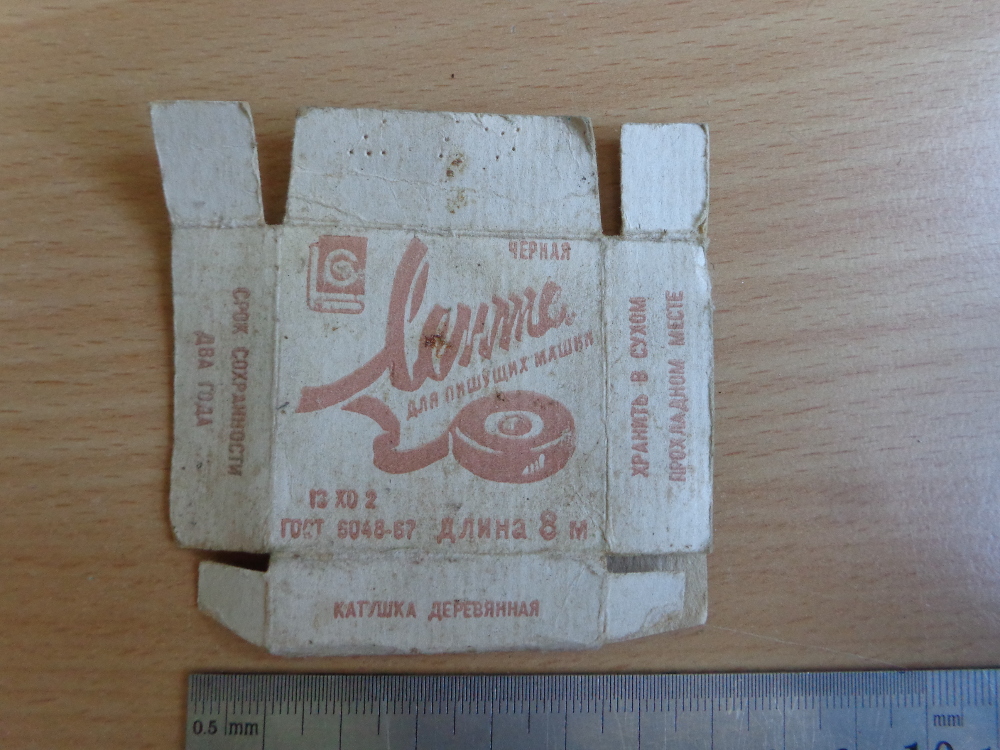 ЧЕРНАЯ
Лента
ДЛЯ ПИШУЩИХ МАШИН
13 ХО 2
ГОСТ 6048-67 длина 8 м.
КАТУШКА ДЕРЕВЯННАЯ
СРОК СОХРАННОСТИ
ДВА ГОДА
ХРАНИТЬ В СУХОМ
ПРОХЛАДНОМ МЕСТЕ
0.5 mm
mm